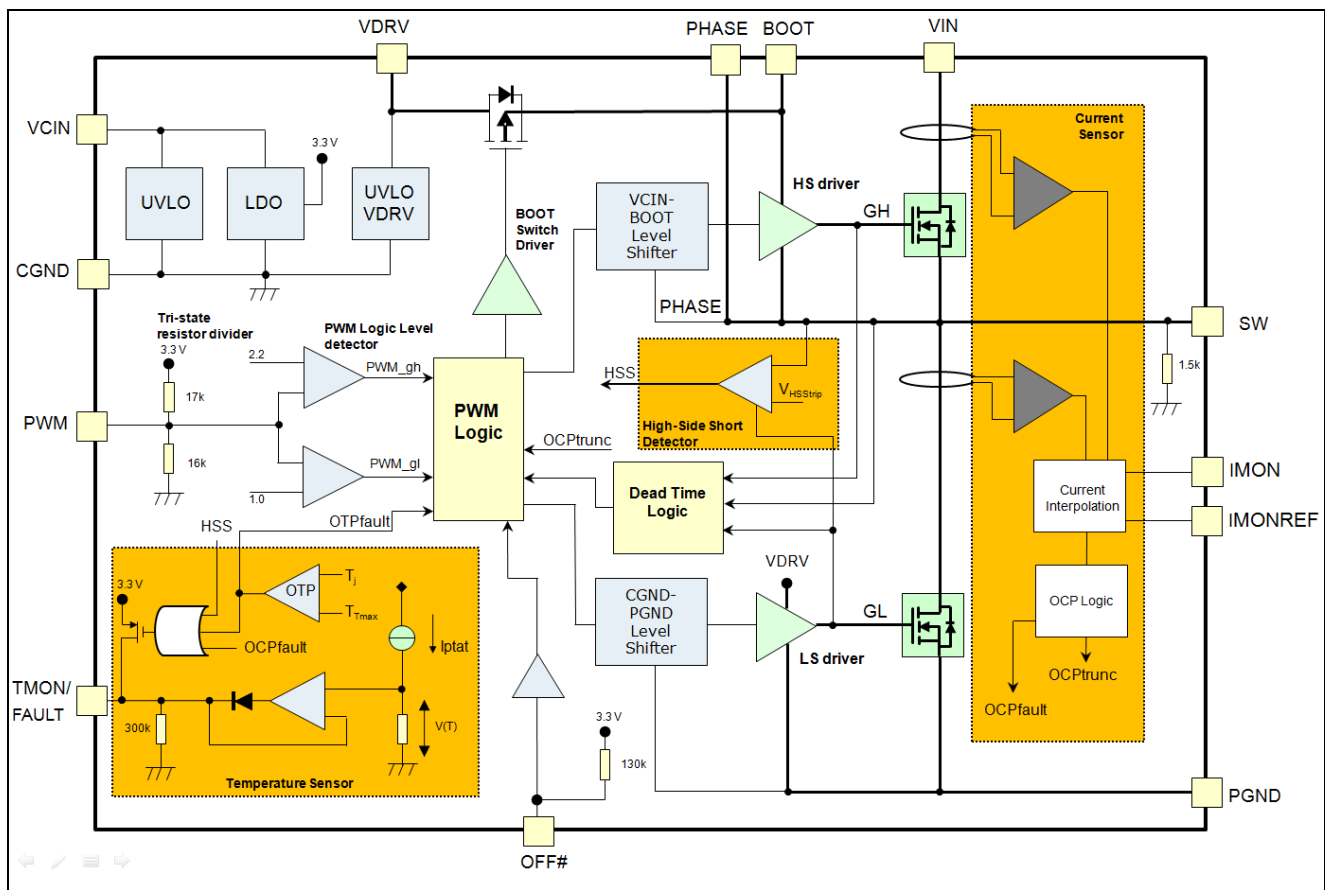 VDRV
PHASE
BOOT
VIN
VCIN
3.3 V
UVLO
LDO
UVLO
VDRV
CGND
BOOT
Switch
Driver
VCIN-
BOOT
Level
Shifter
HS driver
GH
Current
Sensor
PHASE
SW
1.5k
Tri-state
resistor divider
3.3 V
PWM Logic Level
detector
2.2
PWM_gh
17k
PWM
16k
PWM_gl
1.0
PWM
Logic
HSS
VHSStrip
High-Side Short
Detector
OCPtrunc
Dead Time
Logic
IMON
IMONREF
Current
Interpolation
OCP Logic
OCPtrunc
OCPfault
HSS
OTPfault
3.3 V
OTP
Tj
TTmax
OCPfault
Iptat
TMON/
FAULT
300k
V(T)
Temperature Sensor
CGND-
PGND
Level
Shifter
VDRV
GL
LS driver
3.3 V
130k
PGND
OFF#